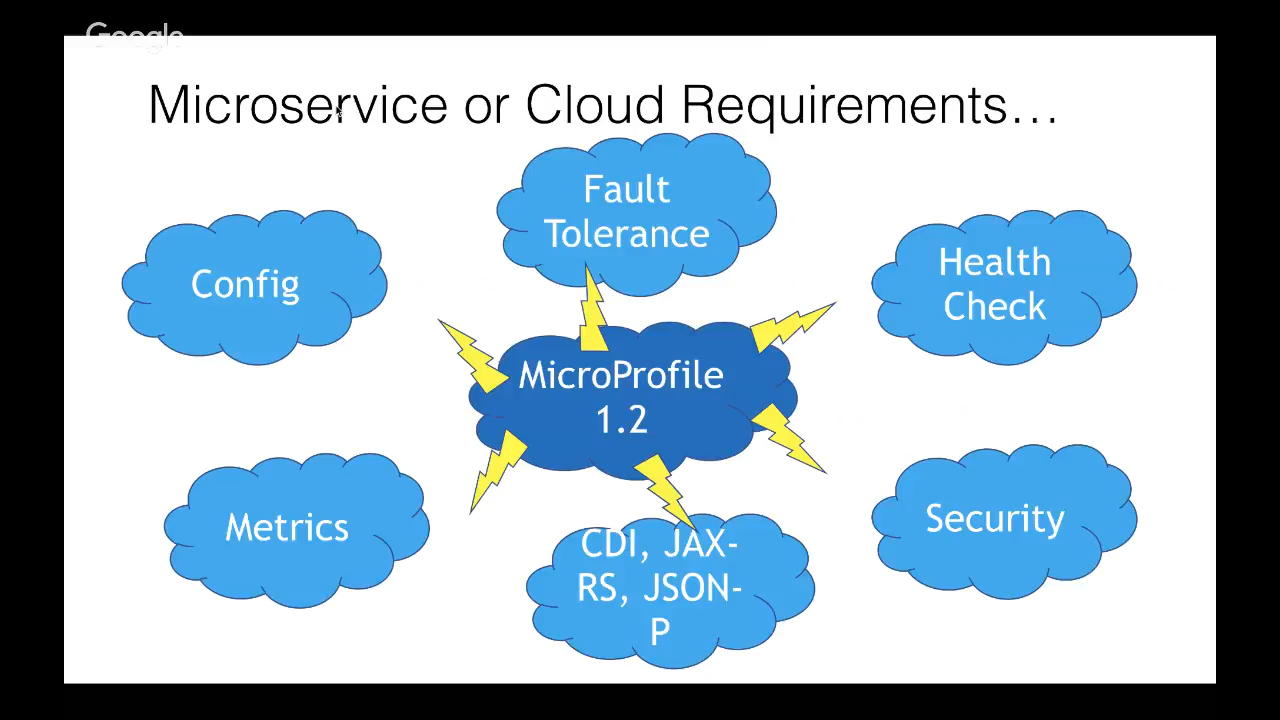 Google
Microservice or Cloud Requirements…
Fault
Tolerance
Config
Health
Check
MicroProfile
1.2
Metrics
Security
CDI, JAX-
RS, JSON-
P